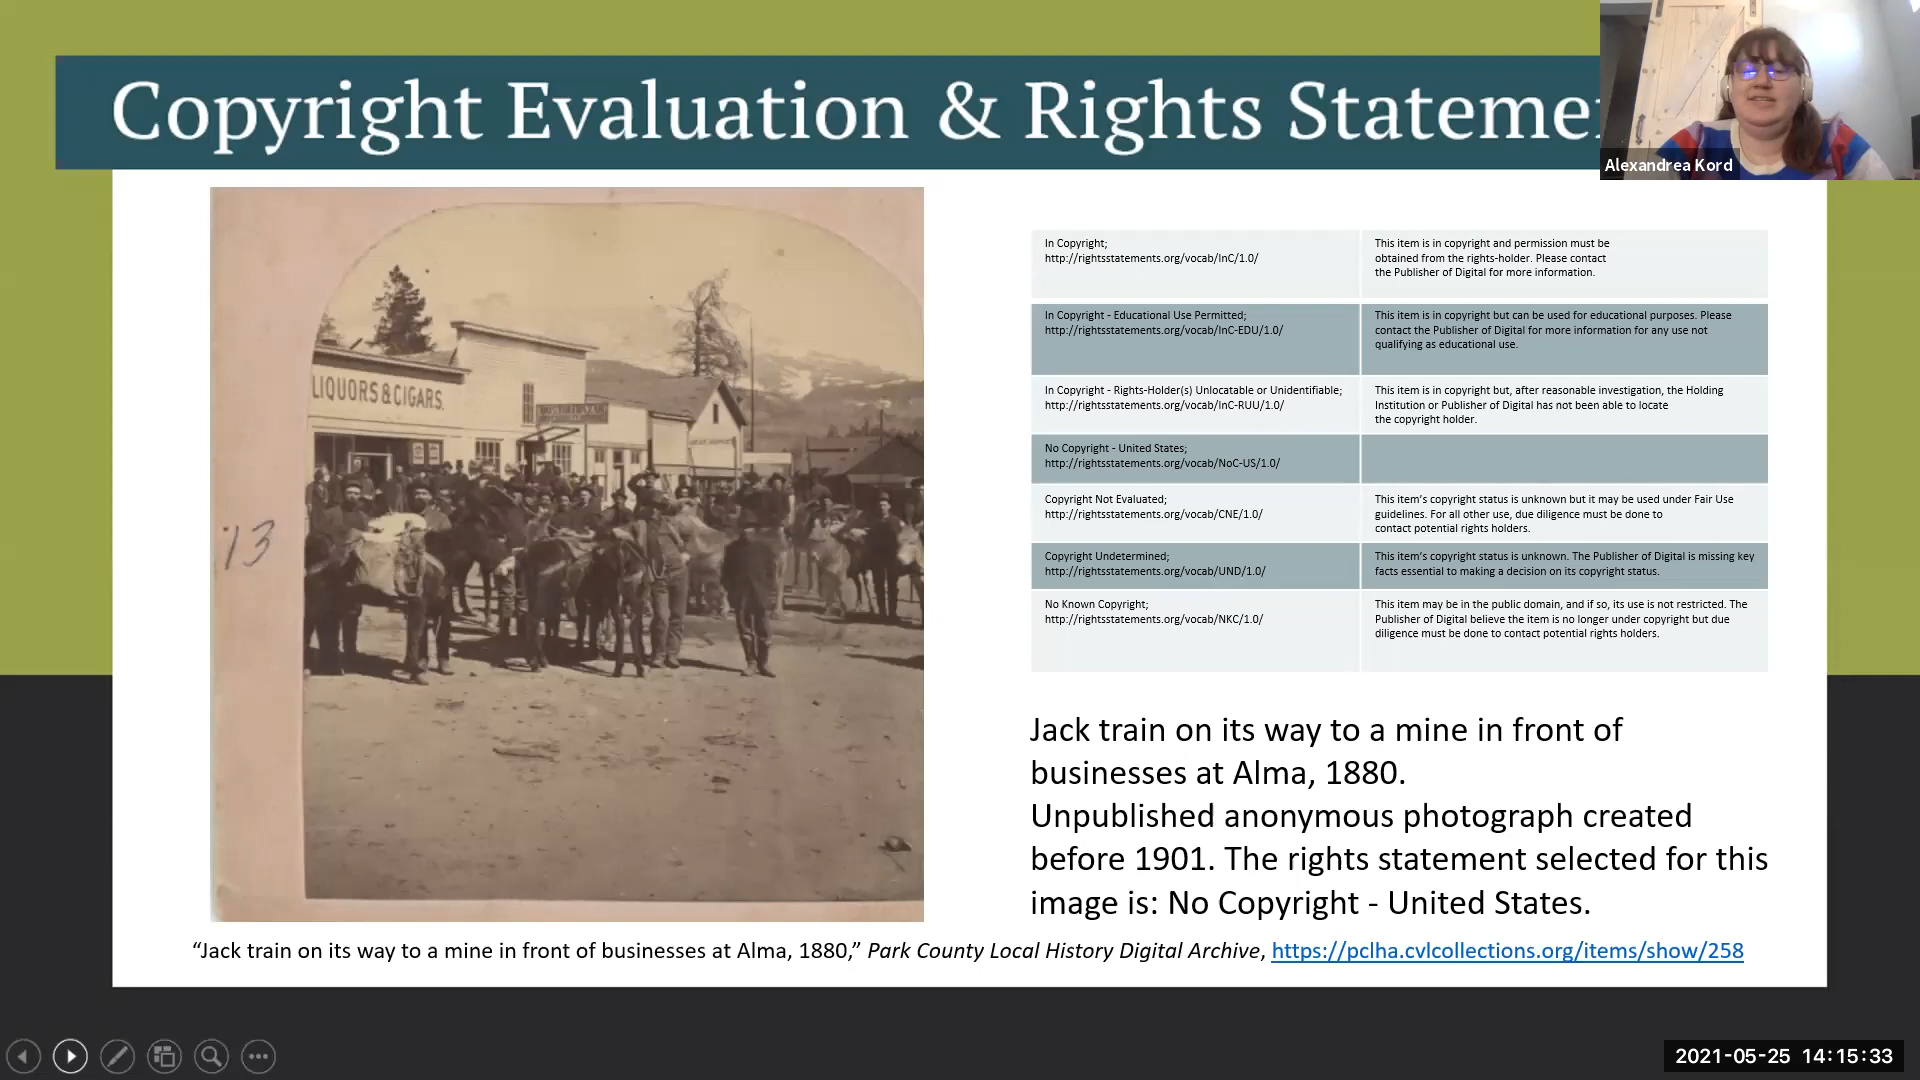 Copyright Evaluation & Rights Stateme
Alexandrea Kord
LIQUORS & CIGARS.
13
In Copyright;
http://rightsstatements.org/vocab/InC/1.0/
This item is in copyright and permission must be
obtained from the rights-holder. Please contact
the Publisher of Digital for more information.
In Copyright - Educational Use Permitted;
http://rightsstatements.org/vocab/InC-EDU/1.0/
This item is in copyright but can be used for educational purposes. Please
contact the Publisher of Digital for more information for any use not
qualifying as educational use.
In Copyright - Rights-Holder(s) Unlocatable or Unidentifiable;
http://rightsstatements.org/vocab/InC-RUU/1.0/
This item is in copyright but, after reasonable investigation, the Holding
Institution or Publisher of Digital has not been able to locate
the copyright holder.
No Copyright - United States;
http://rightsstatements.org/vocab/NoC-US/1.0/
Copyright Not Evaluated;
http://rightsstatements.org/vocab/CNE/1.0/
This item's copyright status is unknown but it may be used under Fair Use
guidelines. For all other use, due diligence must be done to
contact potential rights holders.
Copyright Undetermined;
http://rightsstatements.org/vocab/UND/1.0/
This item's copyright status is unknown. The Publisher of Digital is missing key
facts essential to making a decision on its copyright status.
No Known Copyright;
http://rightsstatements.org/vocab/NKC/1.0/
This item may be in the public domain, and if so, its use is not restricted. The
Publisher of Digital believe the item is no longer under copyright but due
diligence must be done to contact potential rights holders.
Jack train on its way to a mine in front of
businesses at Alma, 1880.
Unpublished anonymous photograph created
before 1901. The rights statement selected for this
image is: No Copyright - United States.
“Jack train on its way to a mine in front of businesses at Alma, 1880,” Park County Local History Digital Archive, https://pclha.cvlcollections.org/items/show/258
2021-05-25 14:15:33